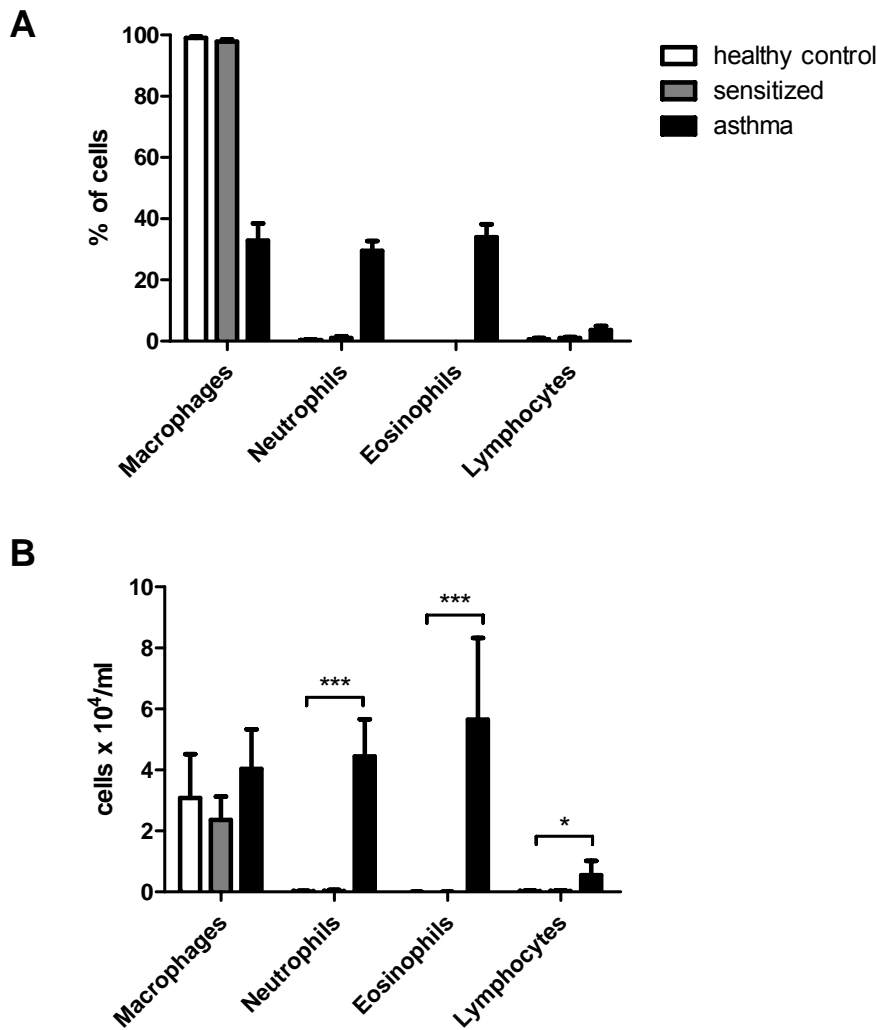 A
% of cells
100
80
60
40
20
0
Macrophages
Neutrophils
Eosinophils
Lymphocytes
healthy control
sensitized
asthma
B
cells x 10⁴/ml
10
8
6
4
2
0
***
***
*
Macrophages
Neutrophils
Eosinophils
Lymphocytes